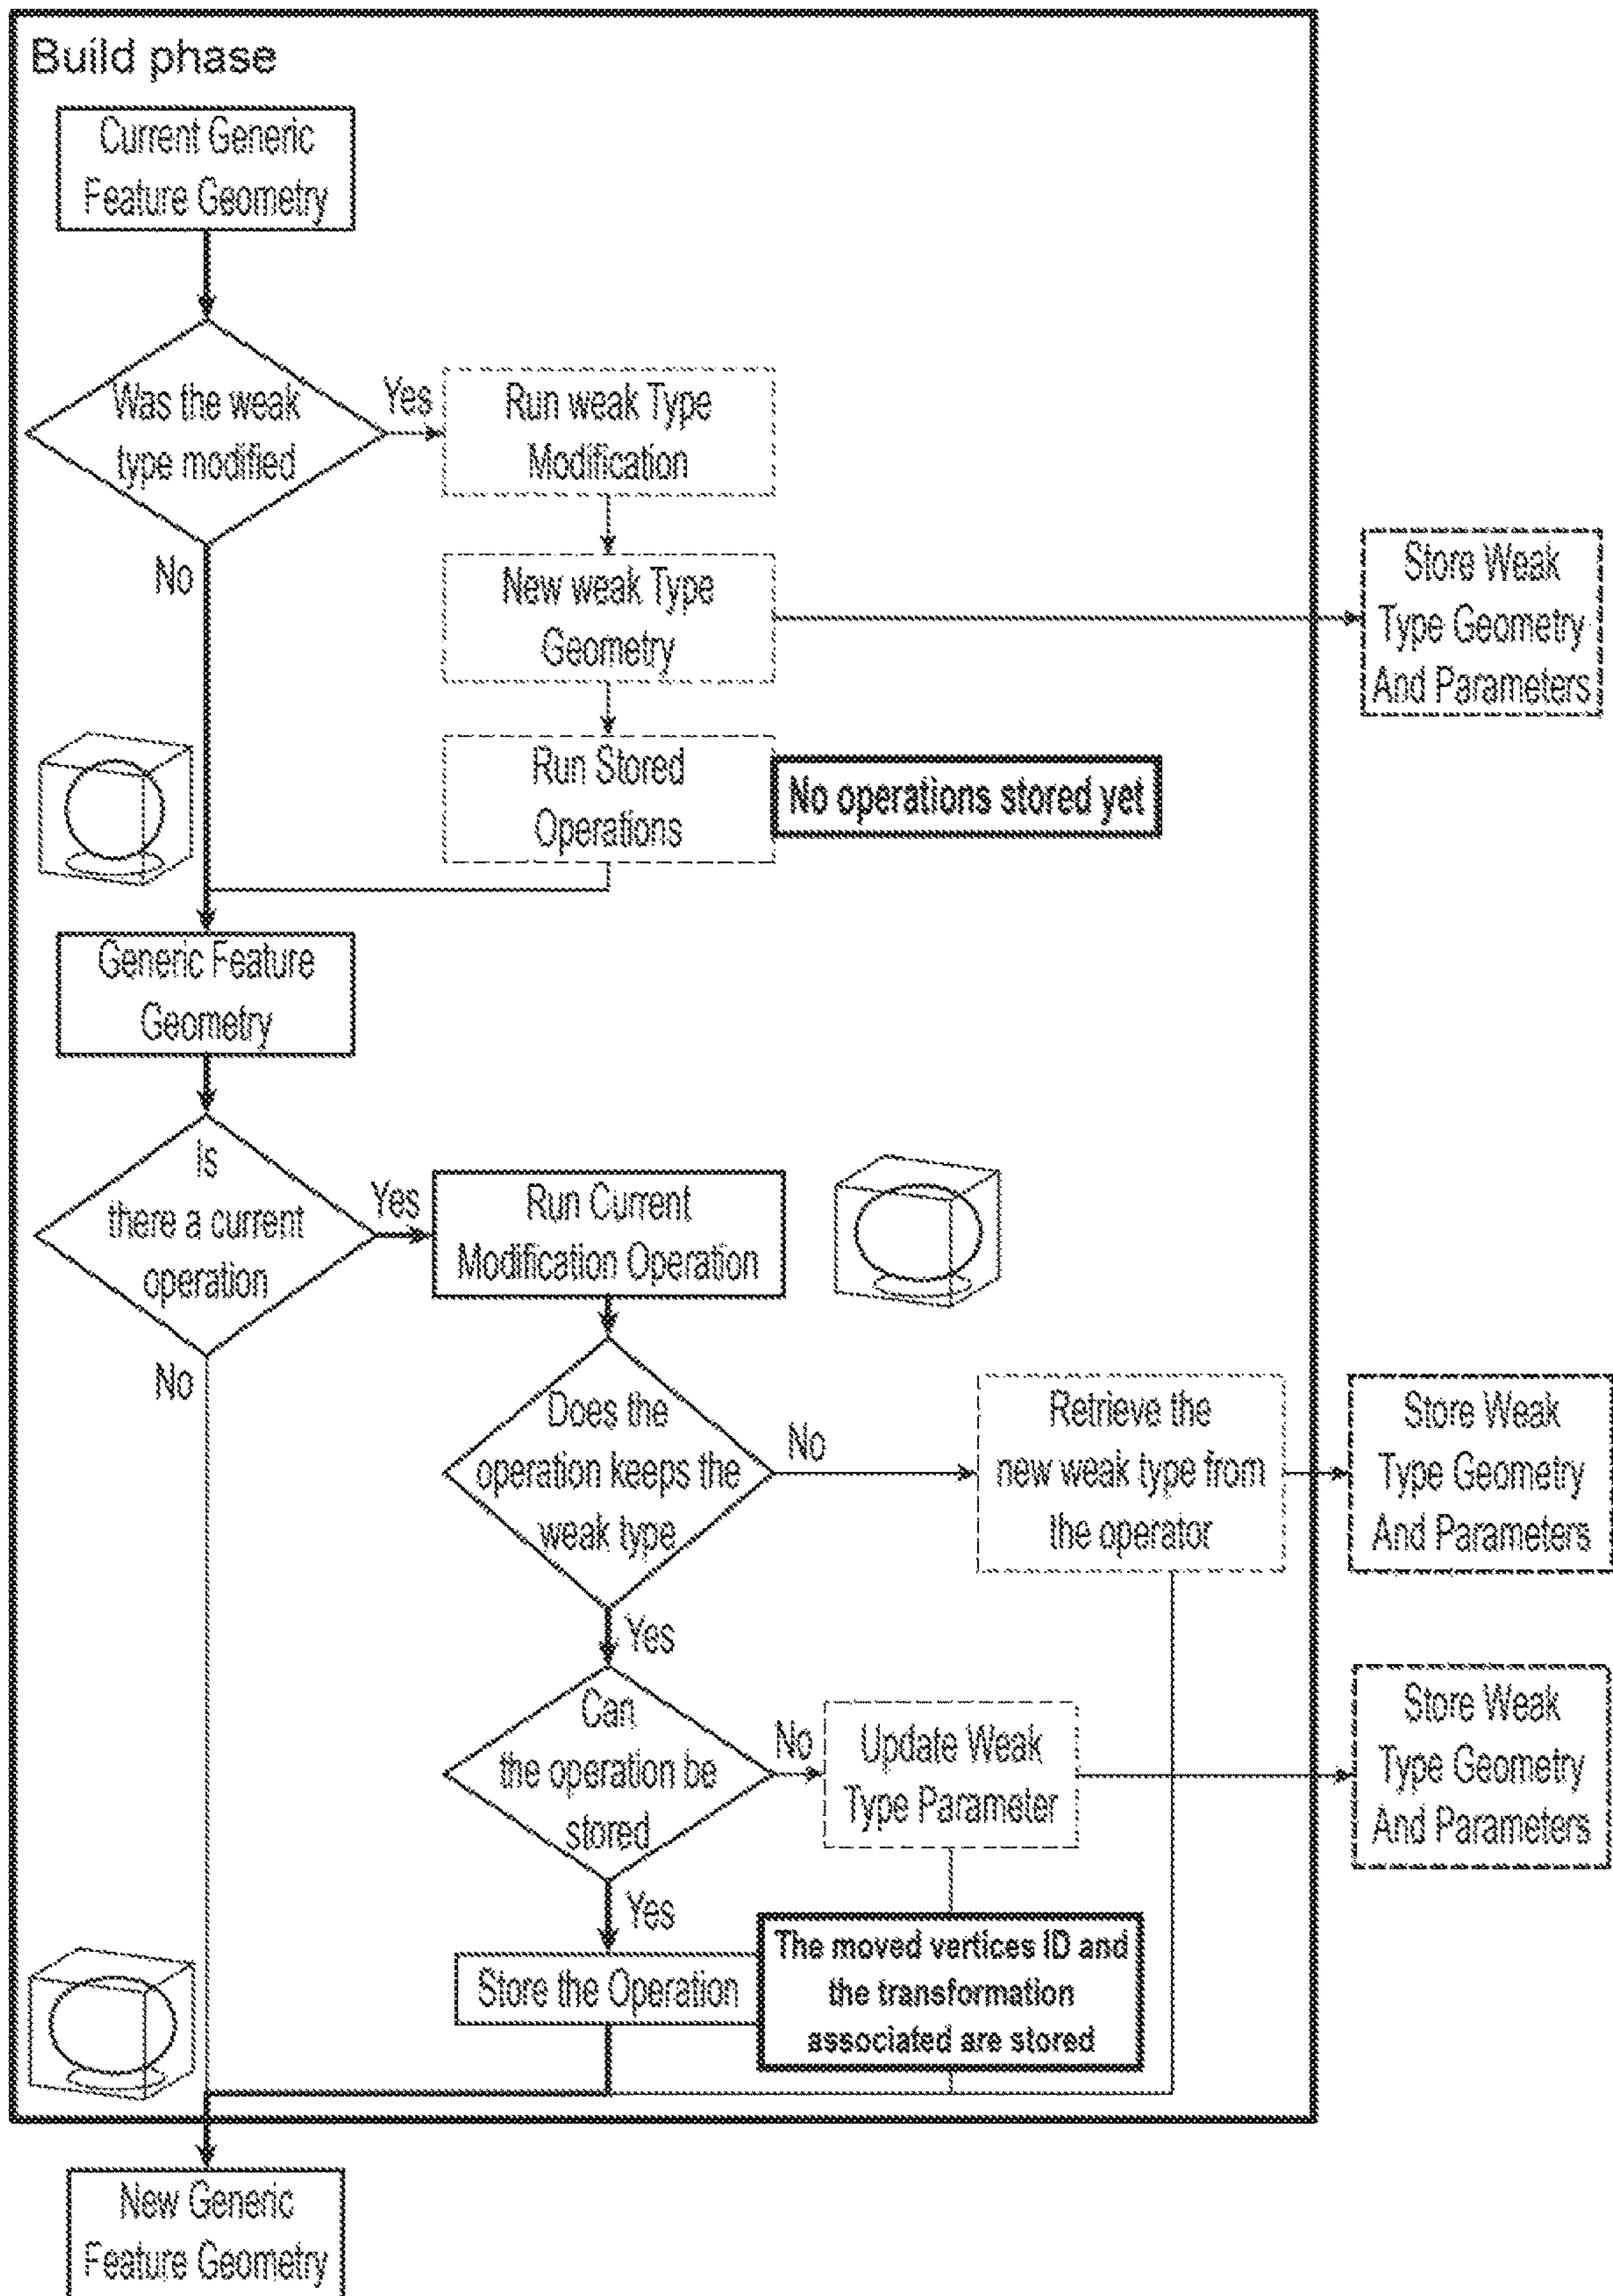 Build phase
Current Generic
Feature Geometry
Was the weak
type modified
Yes
No
Run weak Type
Modification
New weak Type
Geometry
Store Weak
Type Geometry
And Parameters
Run Stored
Operations
No operations stored yet
Generic Feature
Geometry
Is
there a current
operation
Yes
No
Run Current
Modification Operation
Does the
operation keeps the
weak type
No
Yes
Retrieve the
new weak type from
the operator
Store Weak
Type Geometry
And Parameters
Can
the operation be
stored
No
Yes
Update Weak
Type Parameter
Store Weak
Type Geometry
And Parameters
Store the Operation
The moved vertices ID and
the transformation
associated are stored
New Generic
Feature Geometry